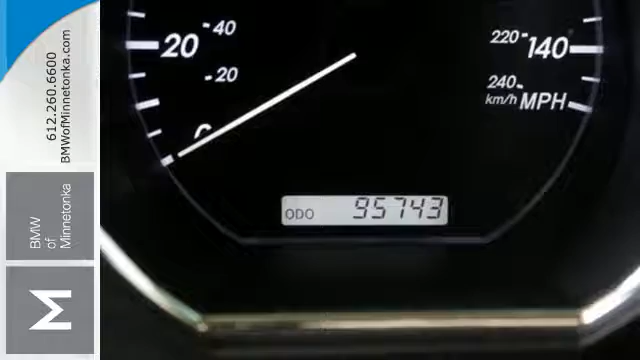 612.260.6600
BMWofMinnetonka.com
BMW
of
Minnetonka
M
40
20
20
220
140
240
km/h MPH
ODO 95743